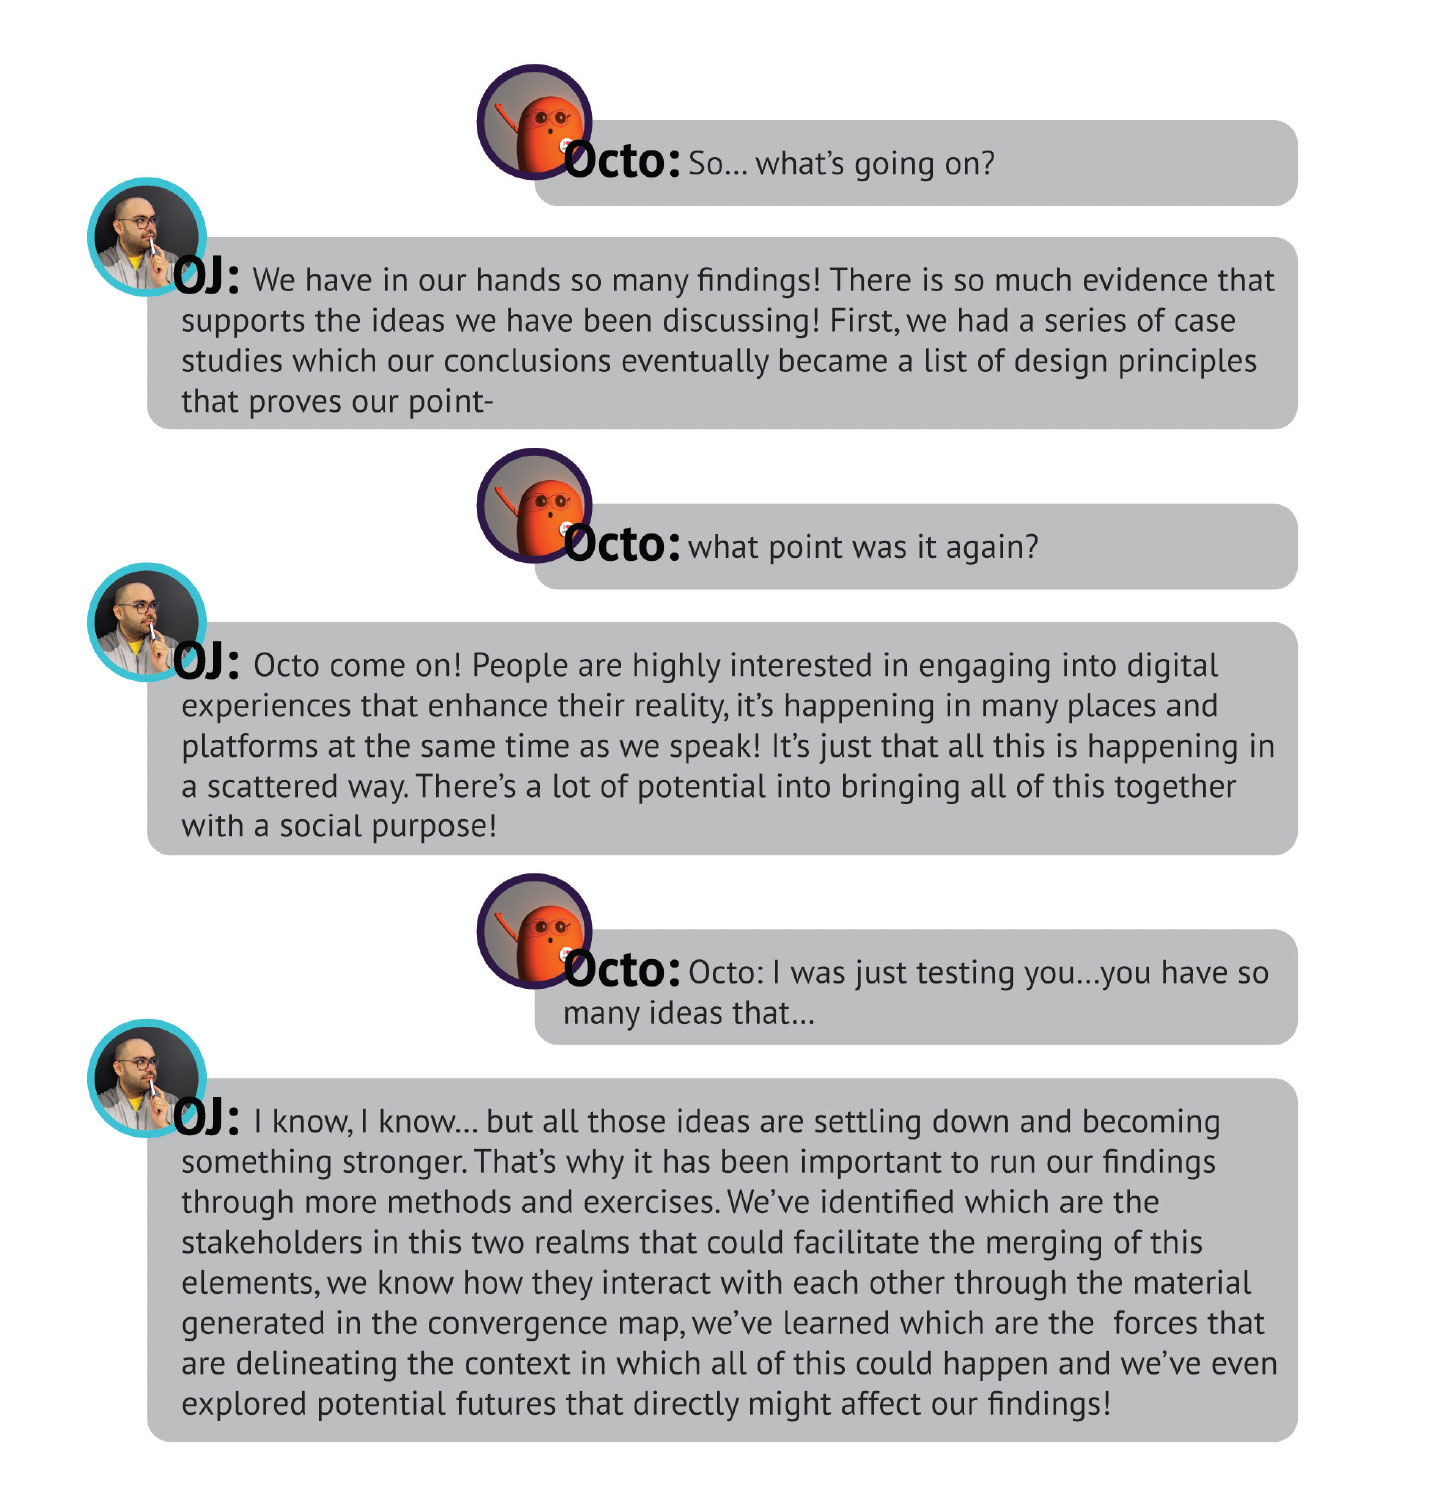 Octo: So... what's going on?
OJ: We have in our hands so many findings! There is so much evidence that
supports the ideas we have been discussing! First, we had a series of case
studies which our conclusions eventually became a list of design principles
that proves our point-
Octo: what point was it again?
OJ: Octo come on! People are highly interested in engaging into digital
experiences that enhance their reality, it's happening in many places and
platforms at the same time as we speak! It's just that all this is happening in
a scattered way. There's a lot of potential into bringing all of this together
with a social purpose!
Octo: Octo: I was just testing you...you have so
many ideas that...
OJ: I know, I know... but all those ideas are settling down and becoming
something stronger. That's why it has been important to run our findings
through more methods and exercises. We've identified which are the
stakeholders in this two realms that could facilitate the merging of this
elements, we know how they interact with each other through the material
generated in the convergence map, we've learned which are the  forces that
are delineating the context in which all of this could happen and we've even
explored potential futures that directly might affect our findings!